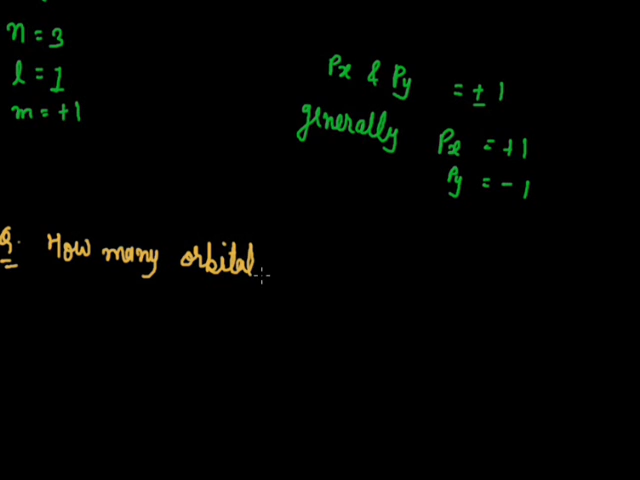 n = 3
l = 1
m = +1
Px & Py = ± 1
generally Px = +1
Py = - 1
Q. How many orbital